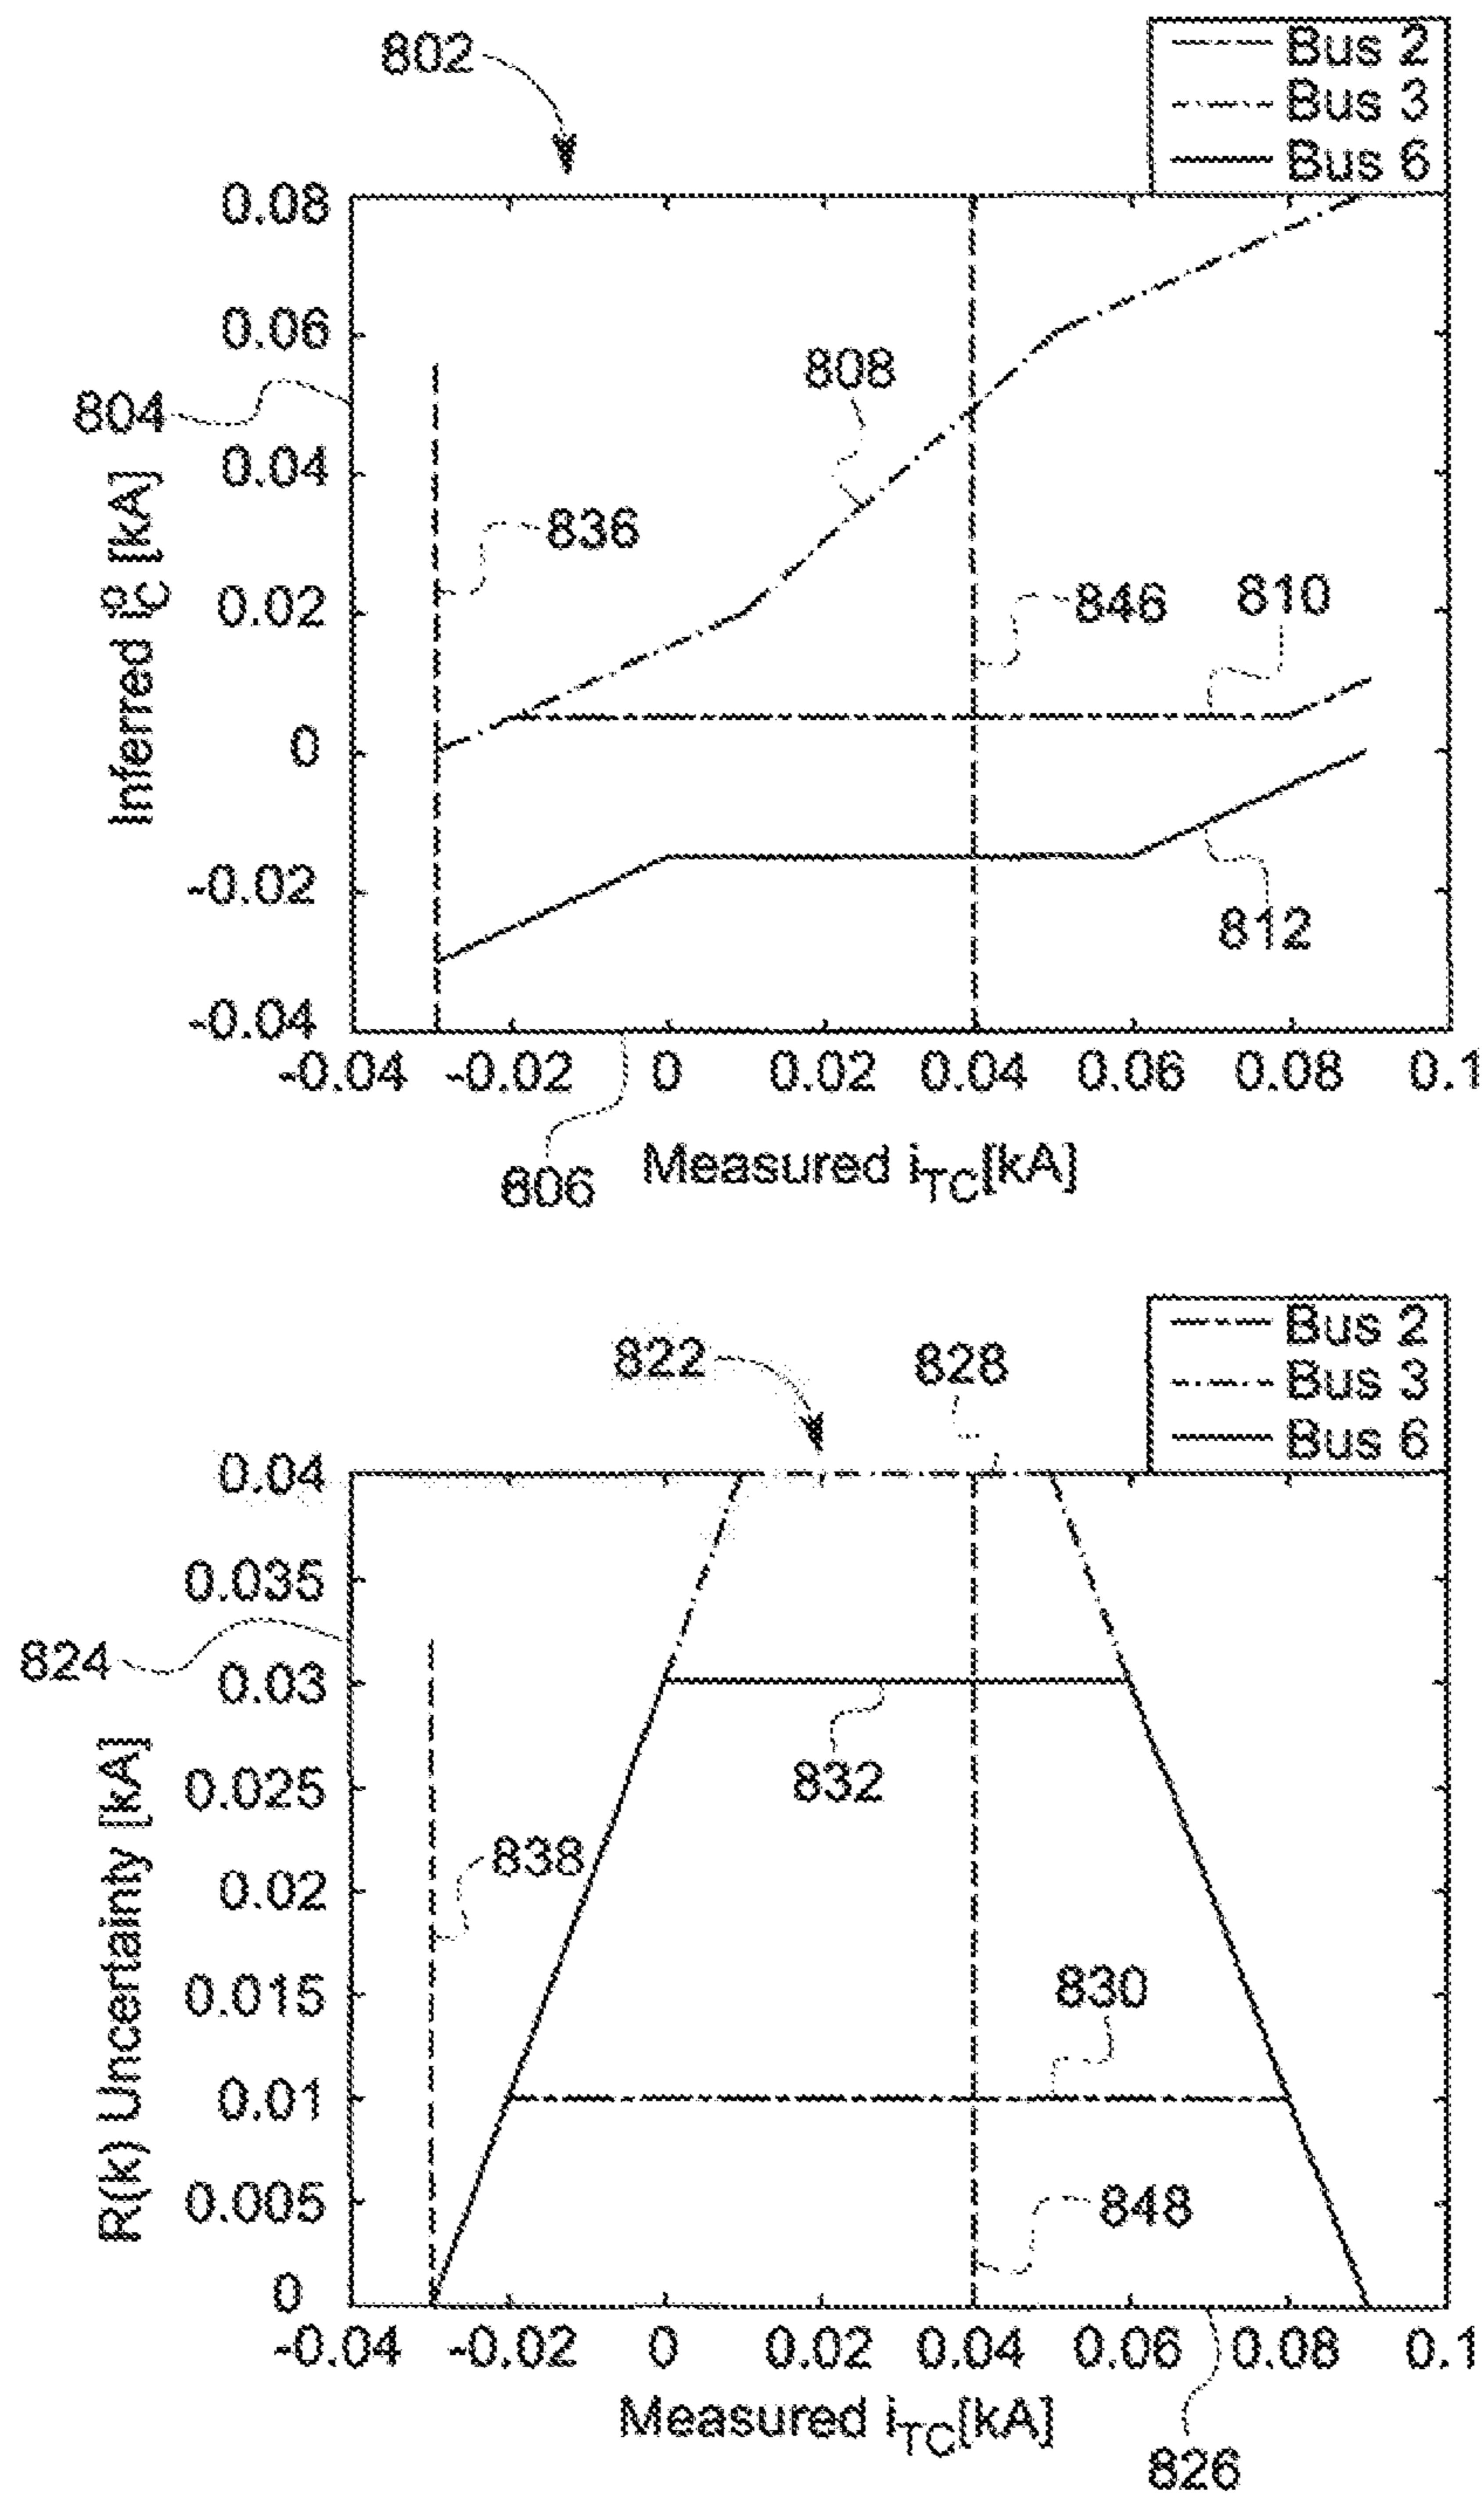 802
Bus 2
Bus 3
Bus 6
0.08
0.06
0.04
0.02
0
-0.02
-0.04
804
808
836
846
810
812
Inferred I_C^0 [kA]
-0.04 -0.02 0 0.02 0.04 0.06 0.08 0.1
806
Measured i_TC[kA]
822
828
Bus 2
Bus 3
Bus 6
0.04
0.035
0.03
0.025
0.02
0.015
0.01
0.005
0
824
832
838
830
848
R(k) Uncertainty [kA]
-0.04 -0.02 0 0.02 0.04 0.06 0.08 0.1
Measured i_TC[kA]
826